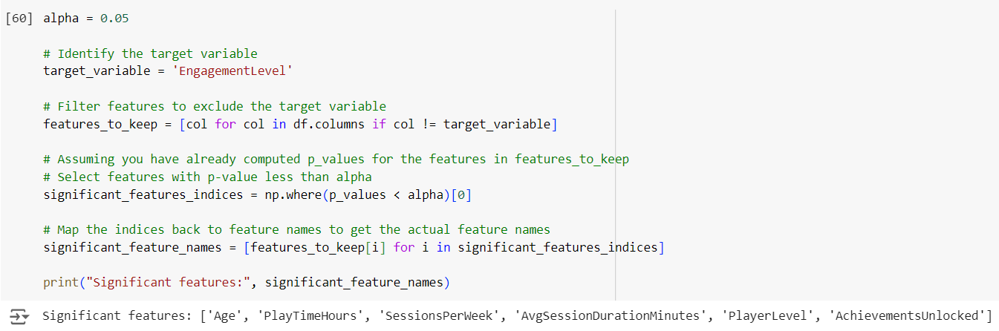 [60] alpha = 0.05
# Identify the target variable
target_variable = 'EngagementLevel'
# Filter features to exclude the target variable
features_to_keep = [col for col in df.columns if col != target_variable]
# Assuming you have already computed p_values for the features in features_to_keep
# Select features with p-value less than alpha
significant_features_indices = np.where(p_values < alpha)[0]
# Map the indices back to feature names to get the actual feature names
significant_feature_names = [features_to_keep[i] for i in significant_features_indices]
print("Significant features:", significant_feature_names)
Significant features: ['Age', 'PlayTimeHours', 'SessionsPerWeek', 'AvgSessionDurationMinutes', 'PlayerLevel', 'AchievementsUnlocked']